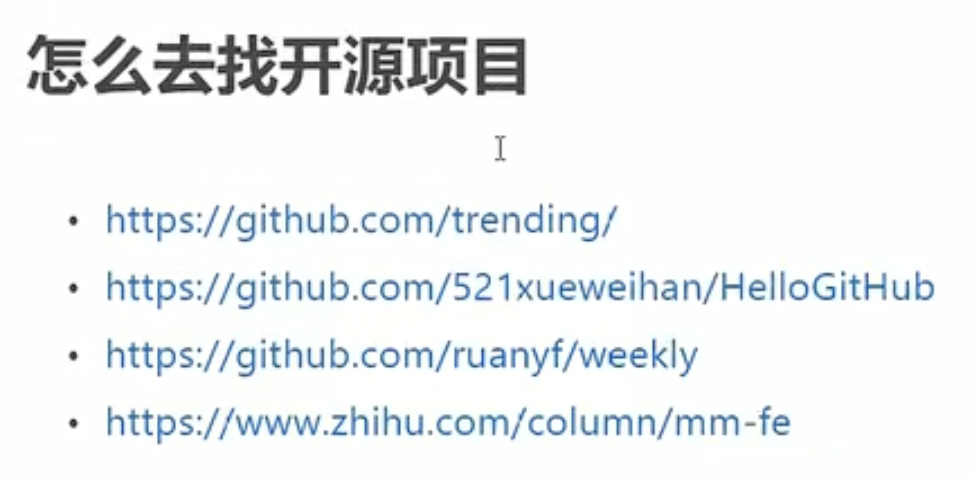 怎么去找开源项目
• https://github.com/trending/
• https://github.com/521xueweihan/HelloGitHub
• https://github.com/ruanyf/weekly
• https://www.zhihu.com/column/mm-fe